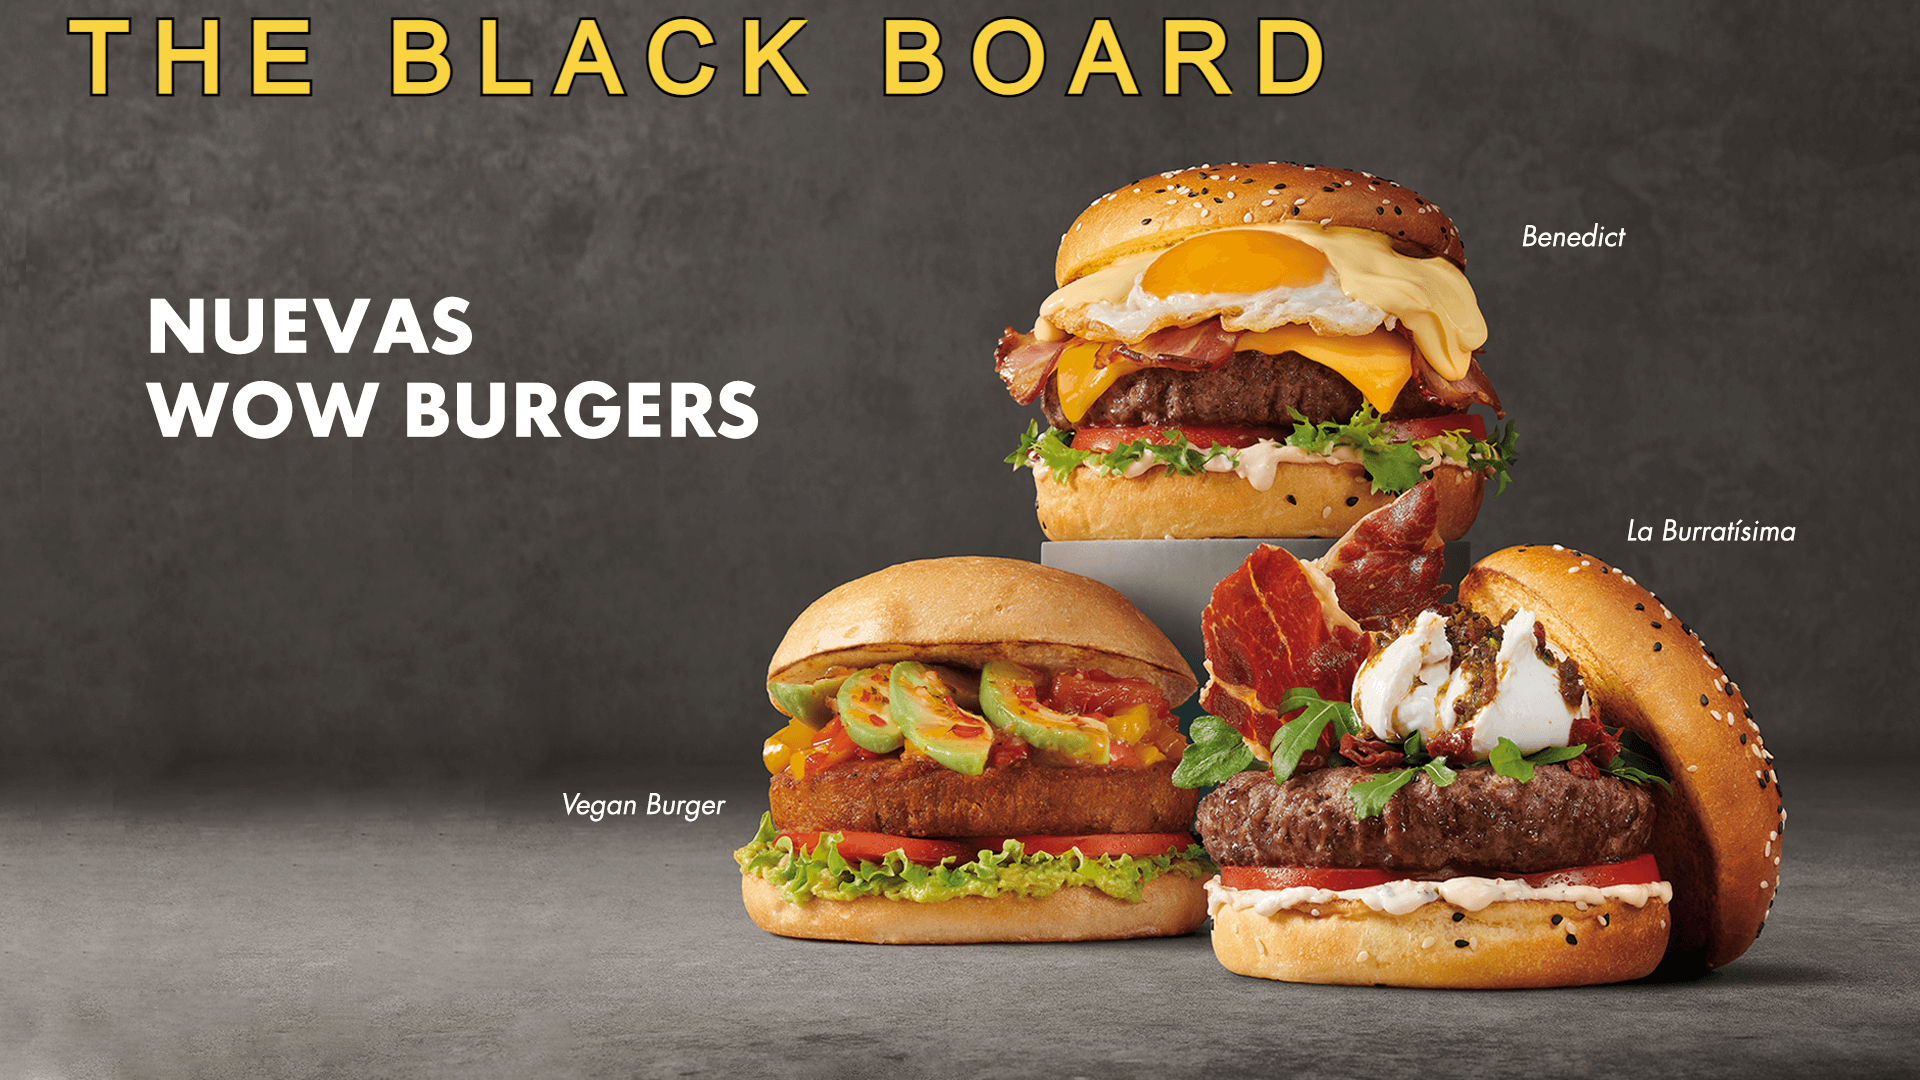 THE BLACK BOARD
NUEVAS
WOW BURGERS
Benedict
La Burratísima
Vegan Burger